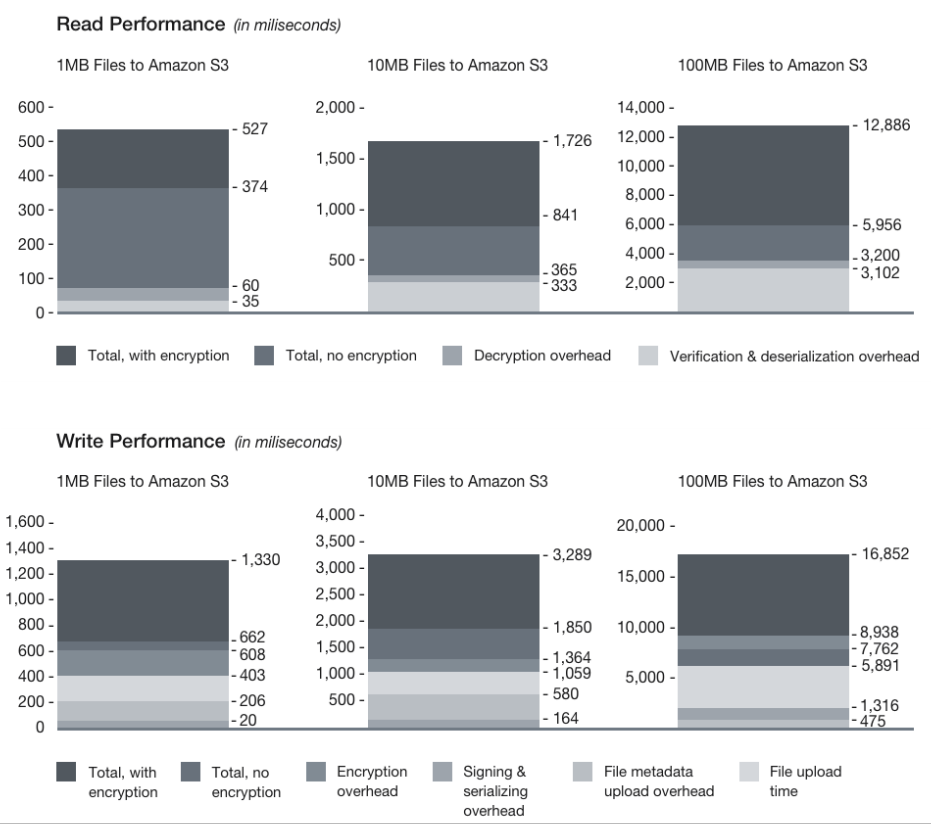 Read Performance (in miliseconds)
1MB Files to Amazon S3
600 -
500 -
400 -
300 -
200 -
100 -
0 -
- 527
- 374
- 60
- 35
10MB Files to Amazon S3
2,000 -
1,500 -
1,000 -
500 -
- 1,726
- 841
- 365
- 333
100MB Files to Amazon S3
14,000 -
12,000 -
10,000 -
8,000 -
6,000 -
4,000 -
2,000 -
- 12,886
- 5,956
- 3,200
- 3,102
Total, with encryption
Total, no encryption
Decryption overhead
Verification & deserialization overhead
Write Performance (in miliseconds)
1MB Files to Amazon S3
1,600 -
1,400 -
1,200 -
1,000 -
800 -
600 -
400 -
200 -
0 -
- 1,330
- 662
- 608
- 403
- 206
- 20
10MB Files to Amazon S3
4,000 -
3,500 -
3,000 -
2,500 -
2,000 -
1,500 -
1,000 -
500 -
- 3,289
- 1,850
- 1,364
- 1,059
- 580
- 164
100MB Files to Amazon S3
20,000 -
15,000 -
10,000 -
5,000 -
- 16,852
- 8,938
- 7,762
- 5,891
- 1,316
- 475
Total, with
encryption
Total, no
encryption
Encryption
overhead
Signing &
serializing
overhead
File metadata
upload overhead
File upload
time